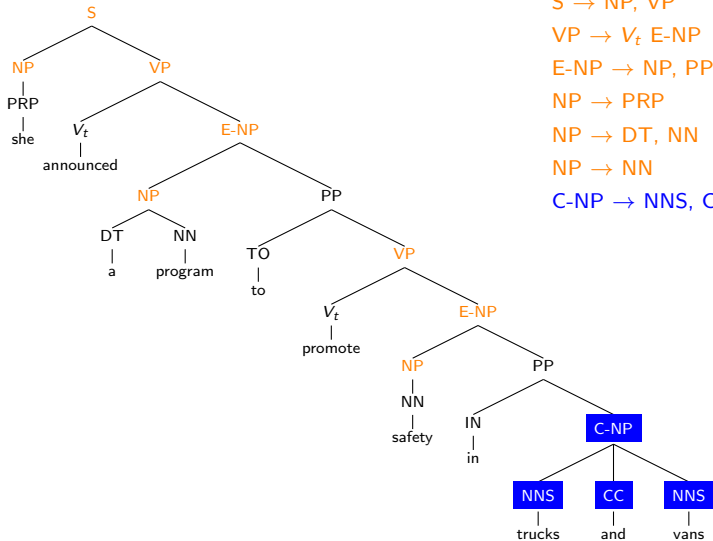 S
S → NP, VP
NP VP
VP → Vt E-NP
PRP
E-NP → NP, PP
she
Vt E-NP
NP → PRP
announced
NP → DT, NN
NP PP
NP → NN
C-NP → NNS, C
DT NN
TO VP
a program
to
Vt E-NP
promote
NP PP
NN
IN C-NP
safety
in
NNS CC NNS
trucks and vans